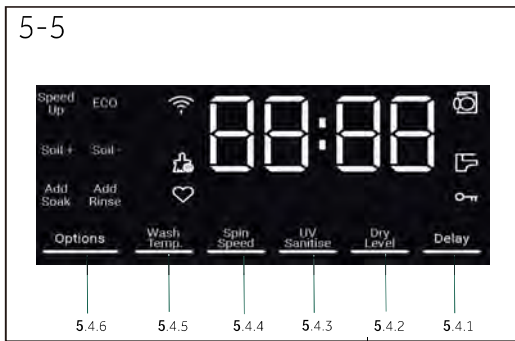 5-5
Speed Up
ECO
88:88
Soil +
Soil -
Add Soak
Add Rinse
Options
Wash Temp.
Spin Speed
UV Sanitise
Dry Level
Delay
5.4.6
5.4.5
5.4.4
5.4.3
5.4.2
5.4.1